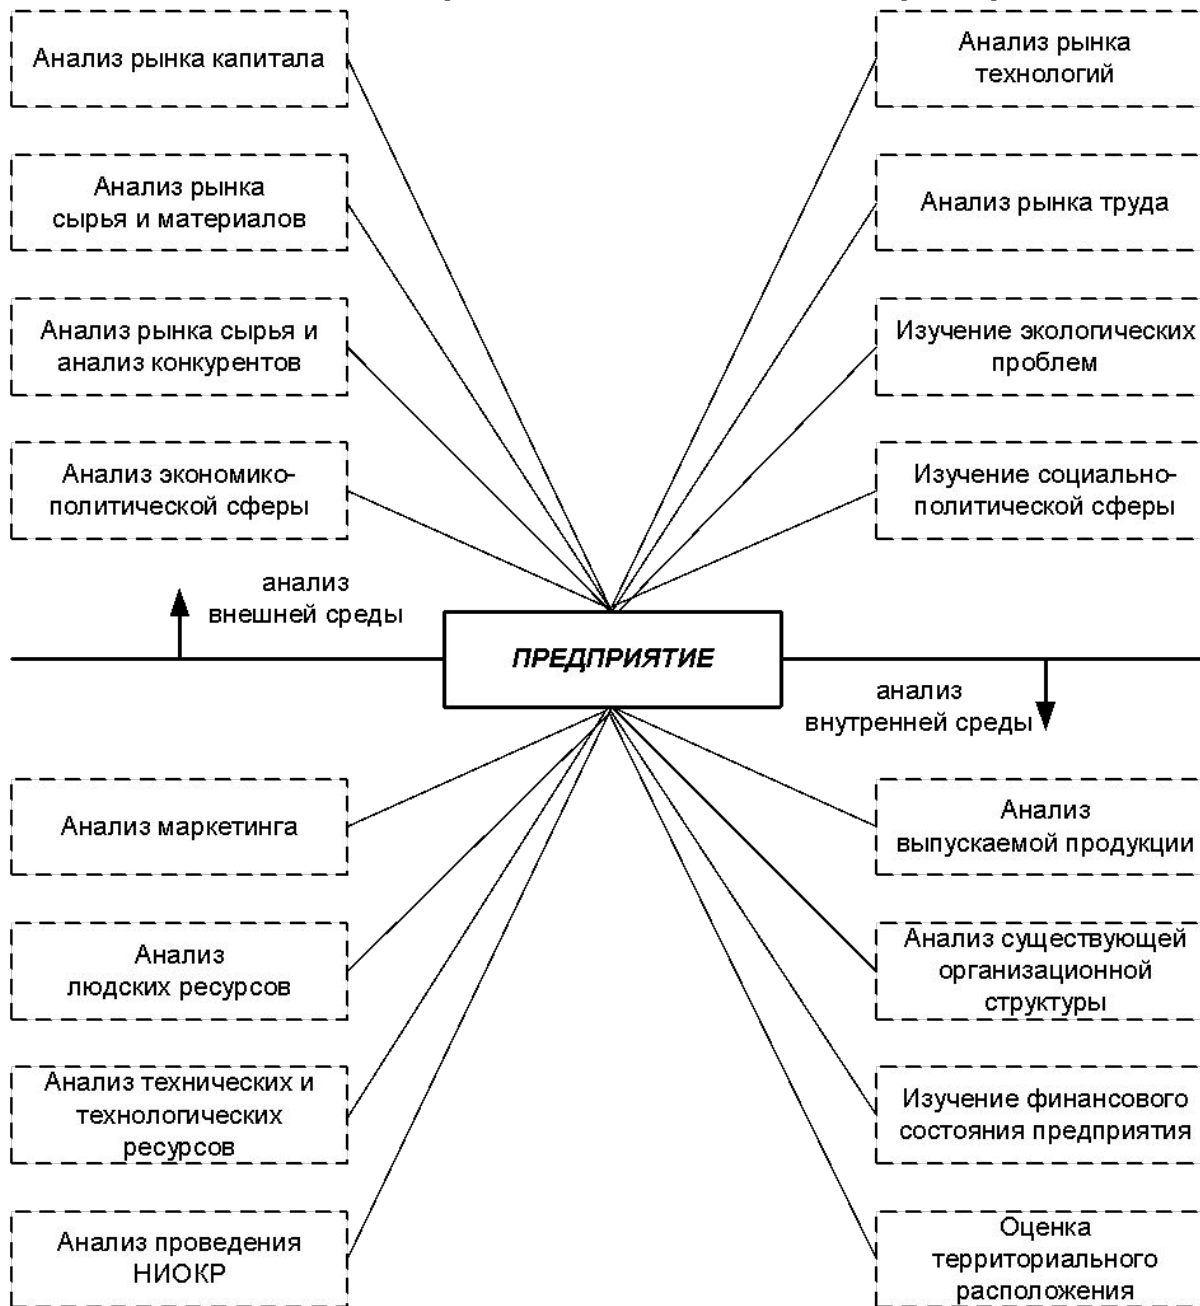 Анализ рынка капитала
Анализ рынка
технологий
Анализ рынка
сырья и материалов
Анализ рынка труда
Анализ рынка сырья и
анализ конкурентов
Изучение экологических
проблем
Анализ экономико-
политической сферы
Изучение социально-
политической сферы
анализ
внешней среды
ПРЕДПРИЯТИЕ
анализ
внутренней среды
Анализ маркетинга
Анализ
выпускаемой продукции
Анализ
людских ресурсов
Анализ существующей
организационной
структуры
Анализ технических и
технологических
ресурсов
Изучение финансового
состояния предприятия
Анализ проведения
НИОКР
Оценка
территориального
расположения